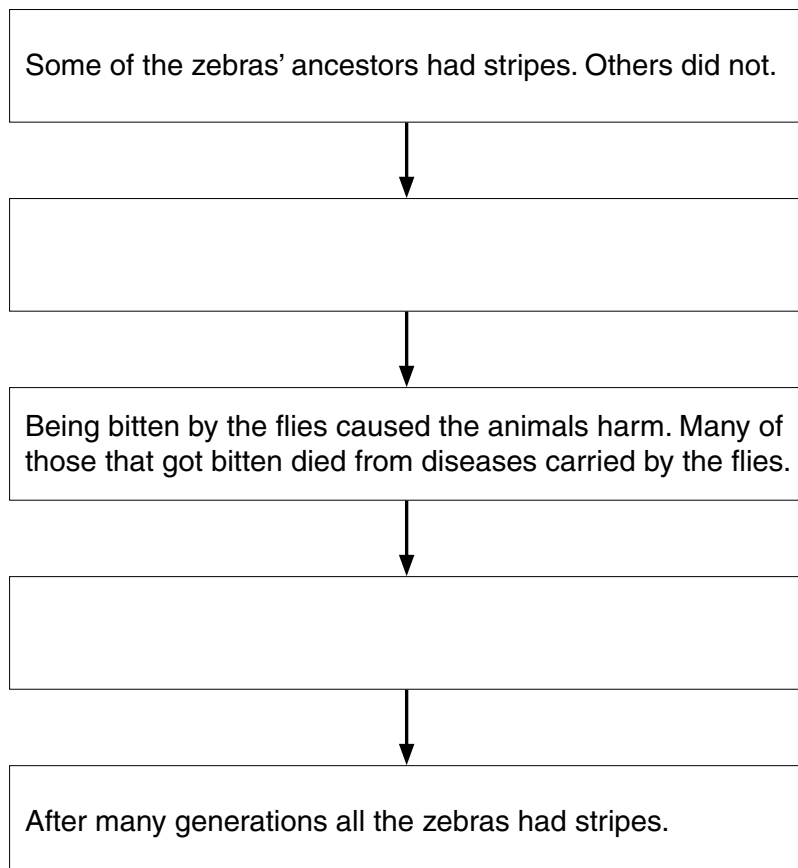 Some of the zebras’ ancestors had stripes. Others did not.
Being bitten by the flies caused the animals harm. Many of
those that got bitten died from diseases carried by the flies.
After many generations all the zebras had stripes.